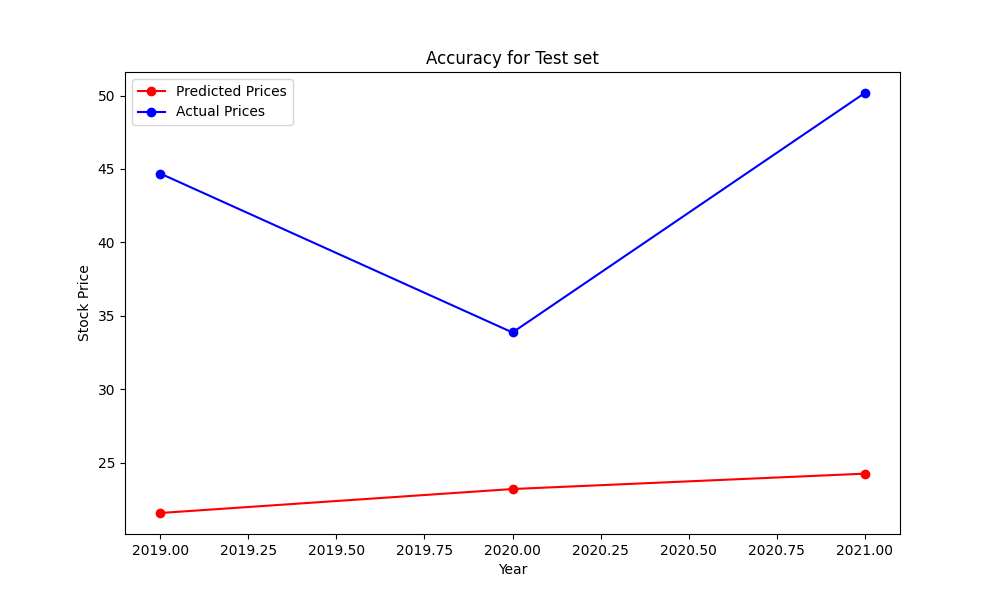 Accuracy for Test set
Predicted Prices
Actual Prices
50
45
40
35
30
25
Stock Price
2019.00 2019.25 2019.50 2019.75 2020.00 2020.25 2020.50 2020.75 2021.00
Year